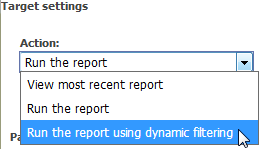 Target settings
Action:
Run the report
View most recent report
Run the report
Run the report using dynamic filtering